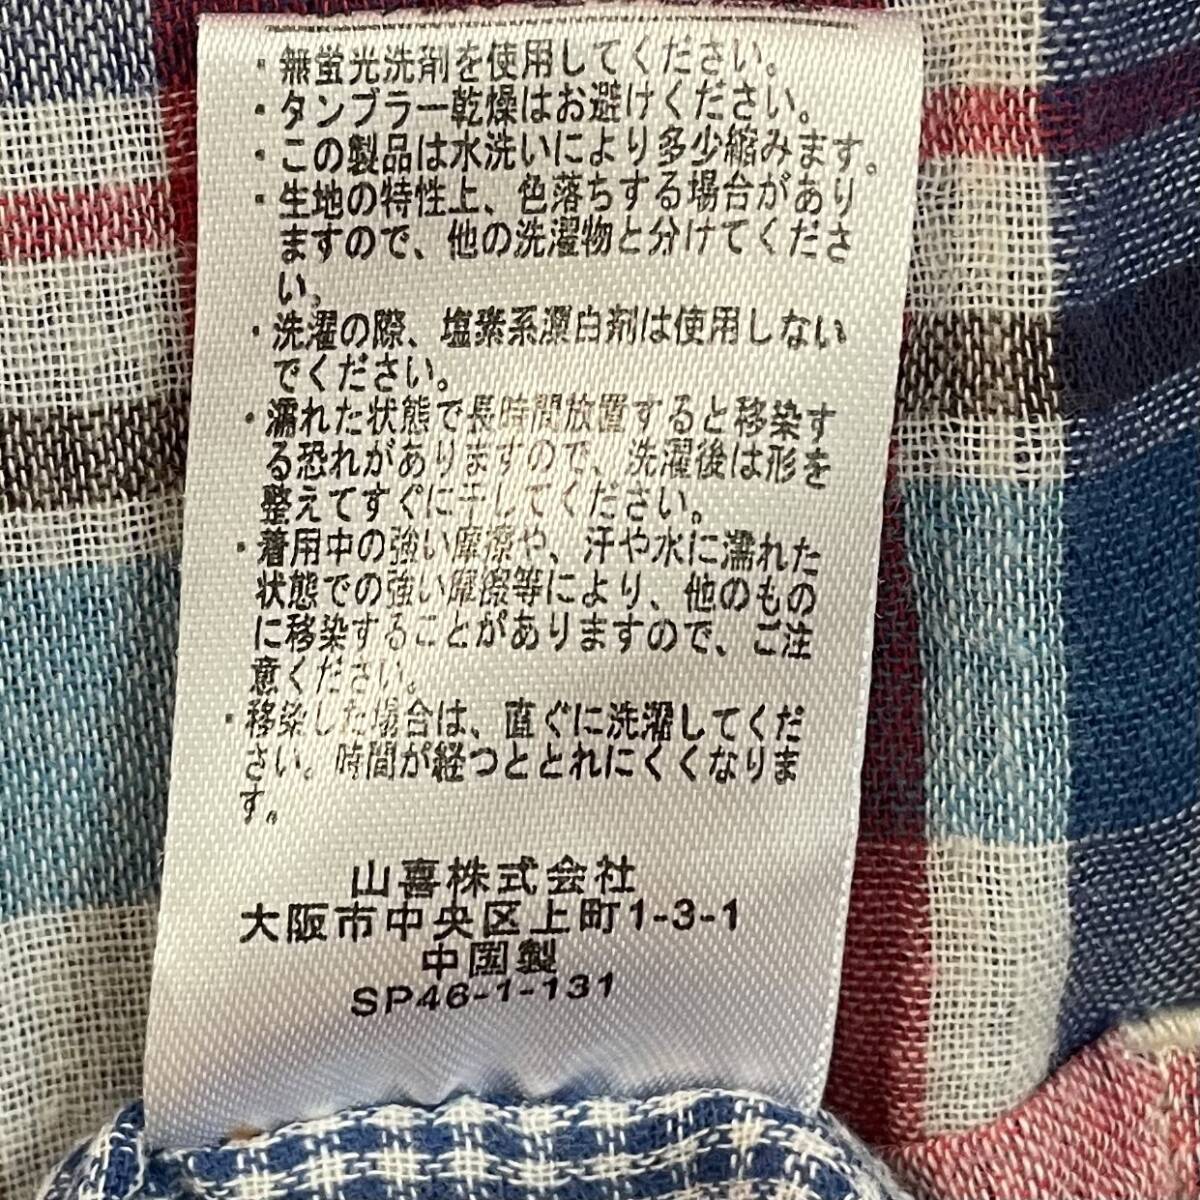 ・無蛍光洗剤を使用してください。
・タンブラー乾燥はお避けください。
・この製品は水洗いにより多少縮みます。
・生地の特性上、色落ちする場合があり
ますので、他の洗濯物と分けてくださ
い。
・洗濯の際、塩素系漂白剤は使用しない
でください。
・濡れた状態で長時間放置すると移染す
る恐れがありますので、洗濯後は形を
整えてすぐに干してください。
・着用中の強い摩擦や、汗や水に濡れた
状態での強い摩擦等により、他のもの
に移染することがありますので、ご注
意ください。
・移染した場合は、直ぐに洗濯してくだ
さい。時間が経つととれにくくなりま
す。
山喜株式会社
大阪市中央区上町1-3-1
中国製
SP46-1-131